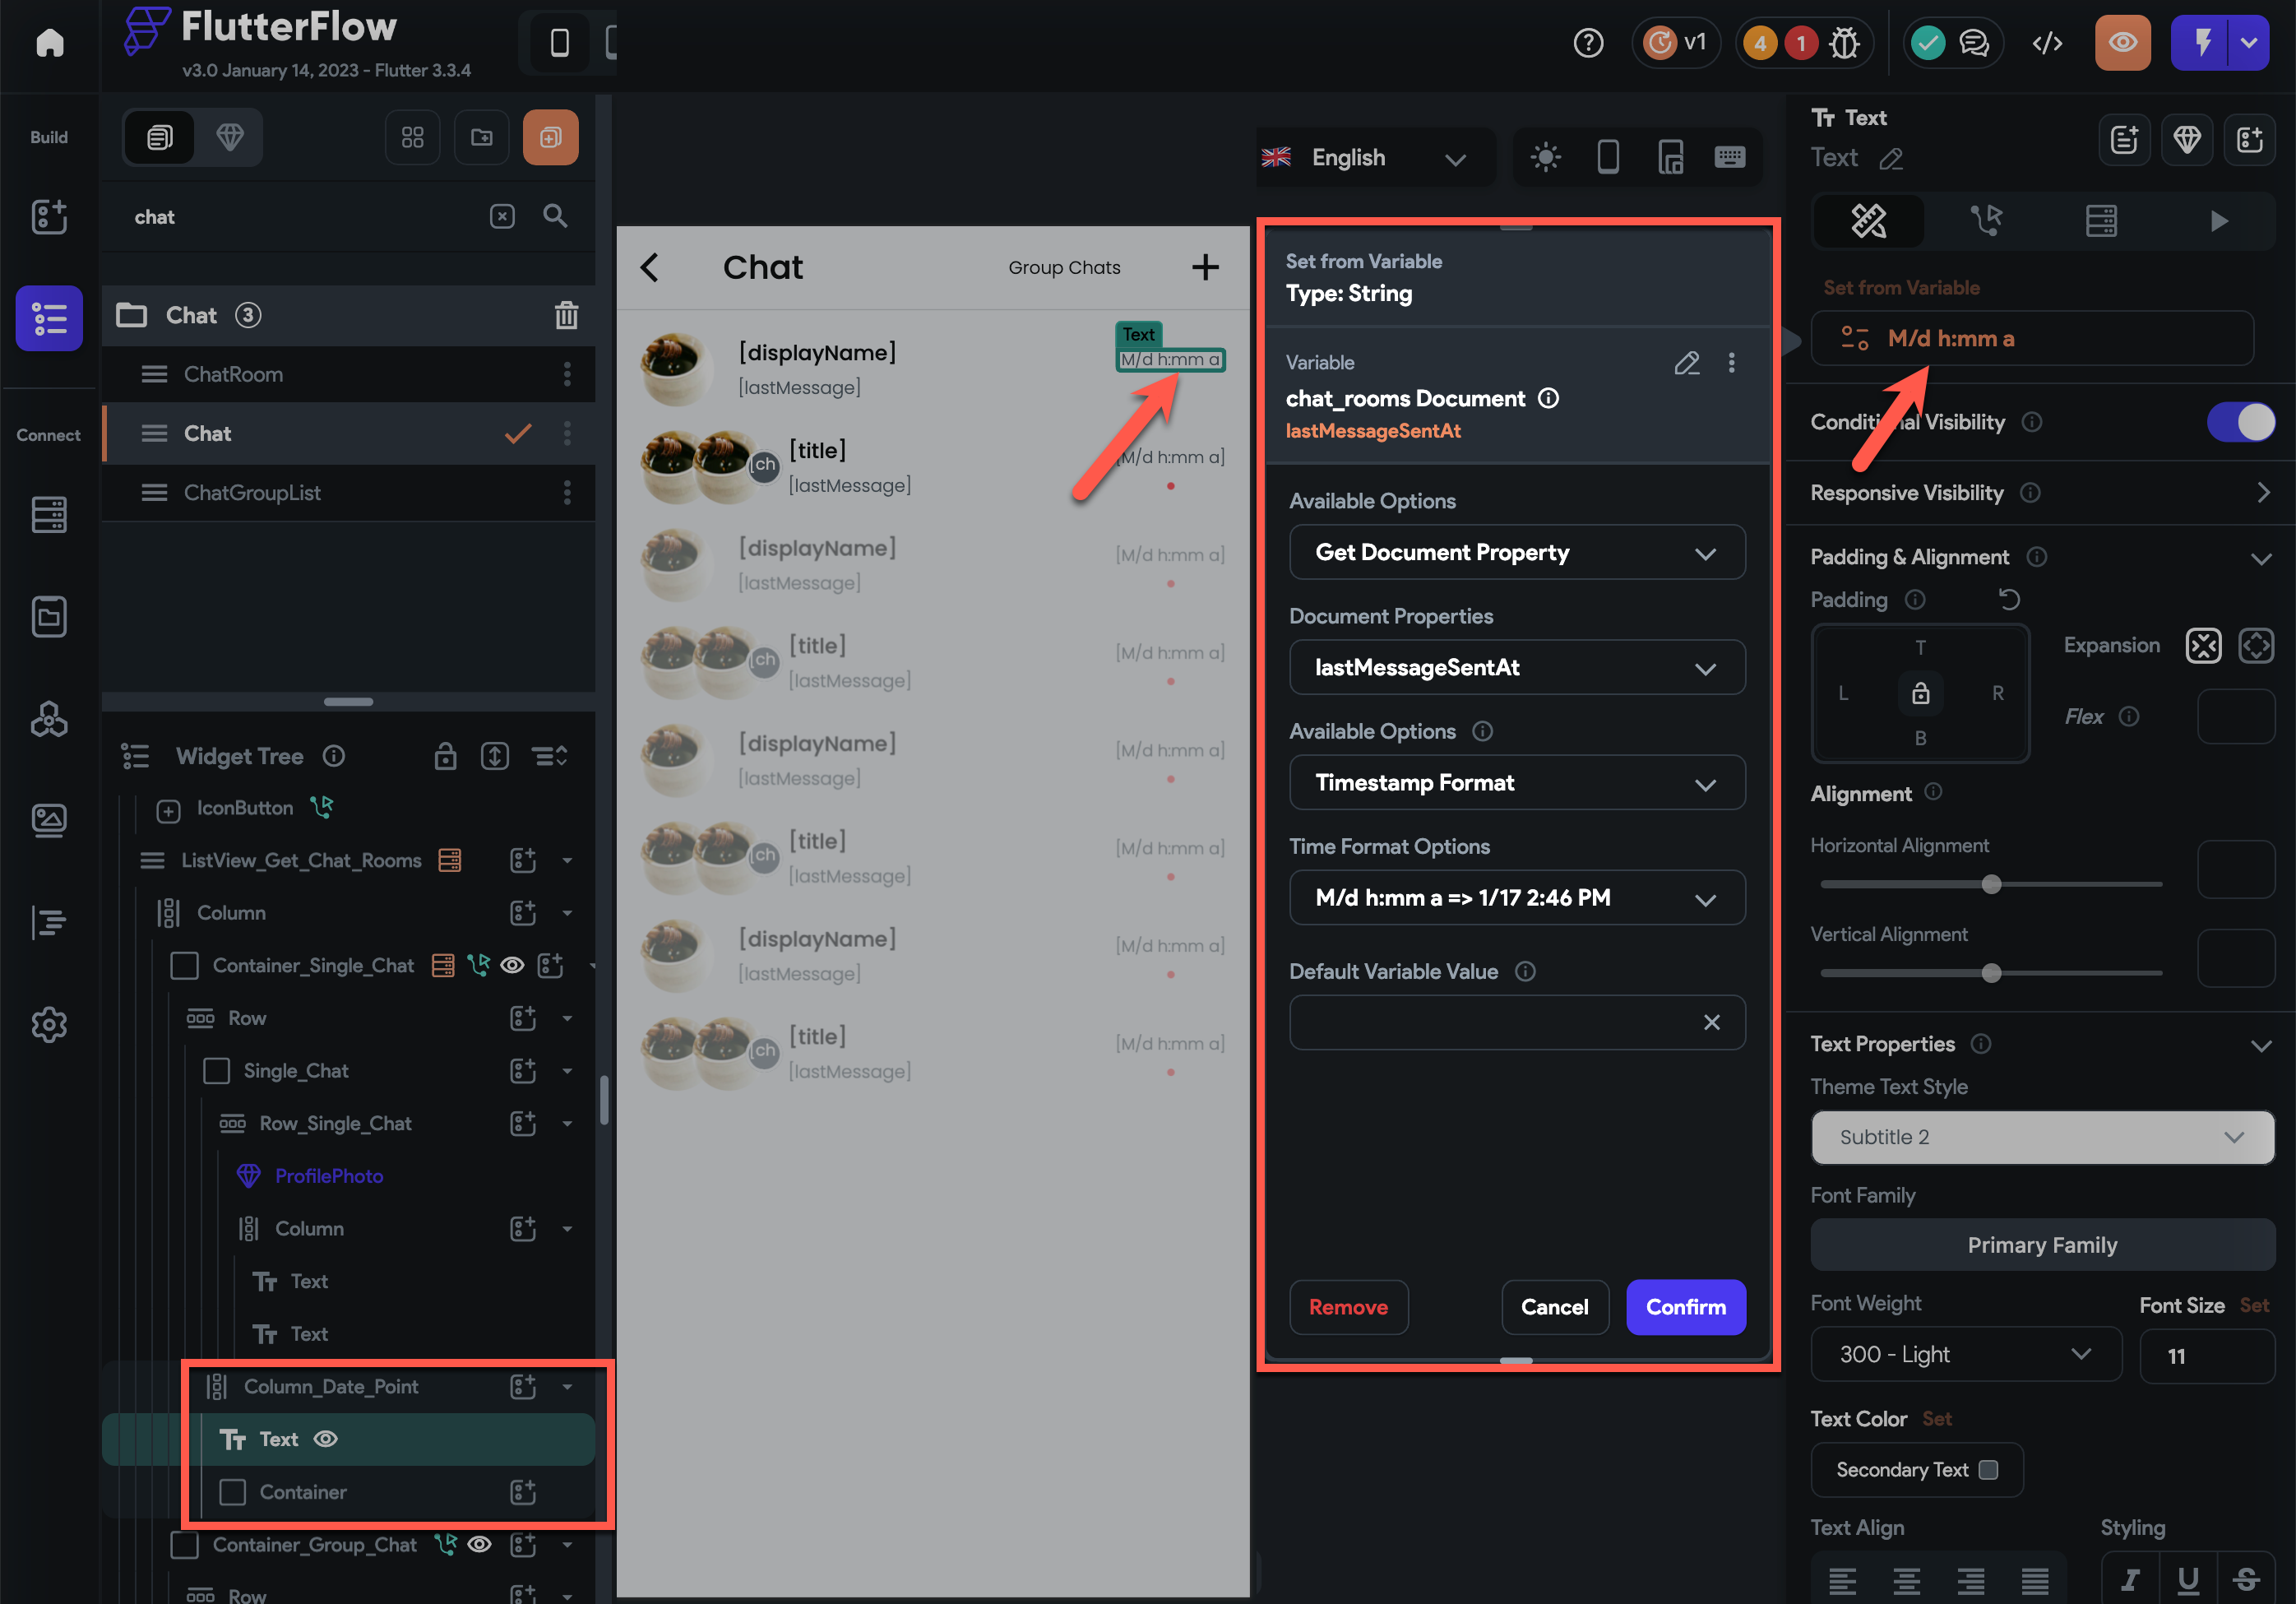 FlutterFlow
v3.0 January 14, 2023 - Flutter 3.3.4
v1
4
1
Build
Connect
chat
Chat 3
ChatRoom
Chat
ChatGroupList
Widget Tree
IconButton
ListView_Get_Chat_Rooms
Column
Container_Single_Chat
Row
Single_Chat
Row_Single_Chat
ProfilePhoto
Column
Text
Text
Column_Date_Point
Text
Container
Container_Group_Chat
Row
English
Chat
Group Chats
Text
[displayName]
M/d h:mm a
[lastMessage]
[title]
[ch
[M/d h:mm a]
[lastMessage]
[displayName]
[M/d h:mm a]
[lastMessage]
[title]
[ch
[M/d h:mm a]
[lastMessage]
[displayName]
[M/d h:mm a]
[lastMessage]
[title]
[ch
[M/d h:mm a]
[lastMessage]
[displayName]
[M/d h:mm a]
[lastMessage]
[title]
[ch
[M/d h:mm a]
[lastMessage]
Set from Variable
Type: String
Variable
chat_rooms Document
lastMessageSentAt
Available Options
Get Document Property
Document Properties
lastMessageSentAt
Available Options
Timestamp Format
Time Format Options
M/d h:mm a => 1/17 2:46 PM
Default Variable Value
Remove
Cancel
Confirm
Text
Text
Set from Variable
M/d h:mm a
Conditional Visibility
Responsive Visibility
Padding & Alignment
Padding
T
L
R
B
Expansion
Flex
Alignment
Horizontal Alignment
Vertical Alignment
Text Properties
Theme Text Style
Subtitle 2
Font Family
Primary Family
Font Weight
Font Size Set
300 - Light
11
Text Color Set
Secondary Text
Text Align
Styling